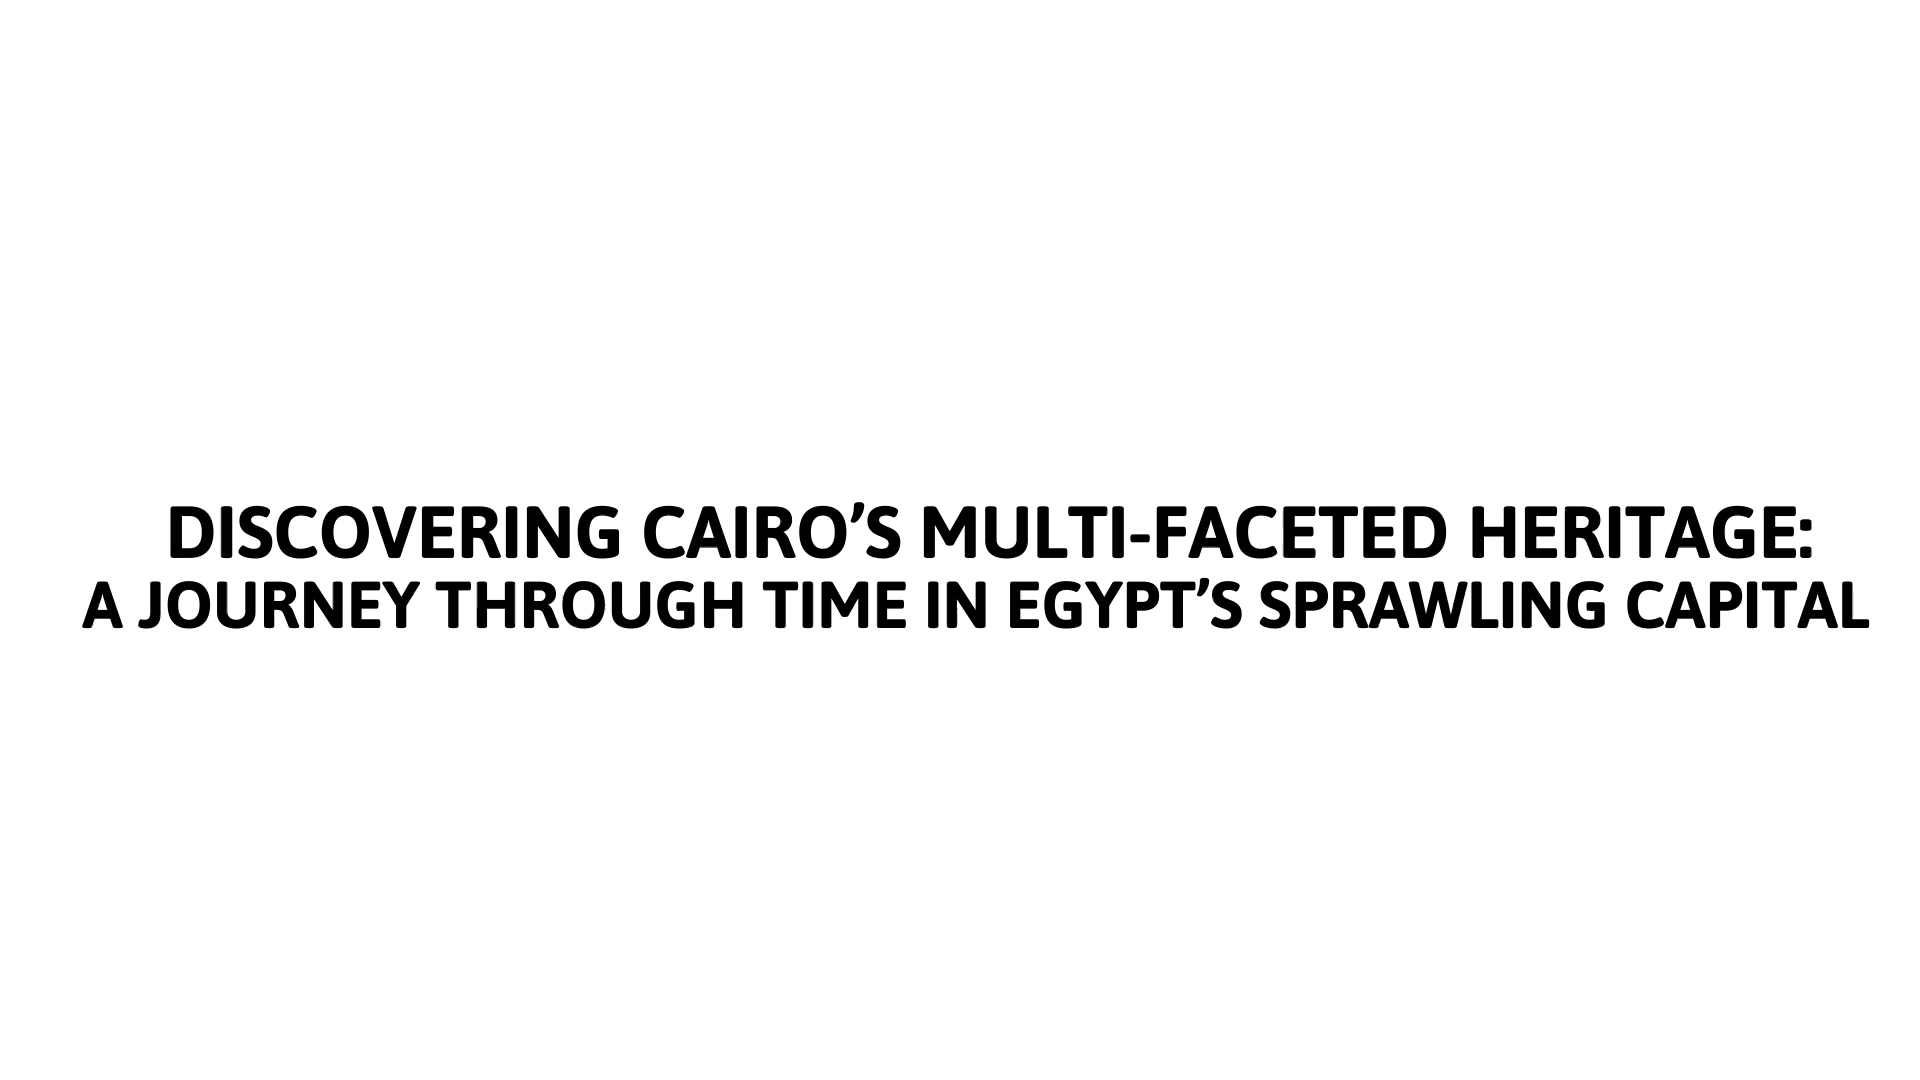 DISCOVERING CAIRO’S MULTI-FACETED HERITAGE:
A JOURNEY THROUGH TIME IN EGYPT’S SPRAWLING CAPITAL